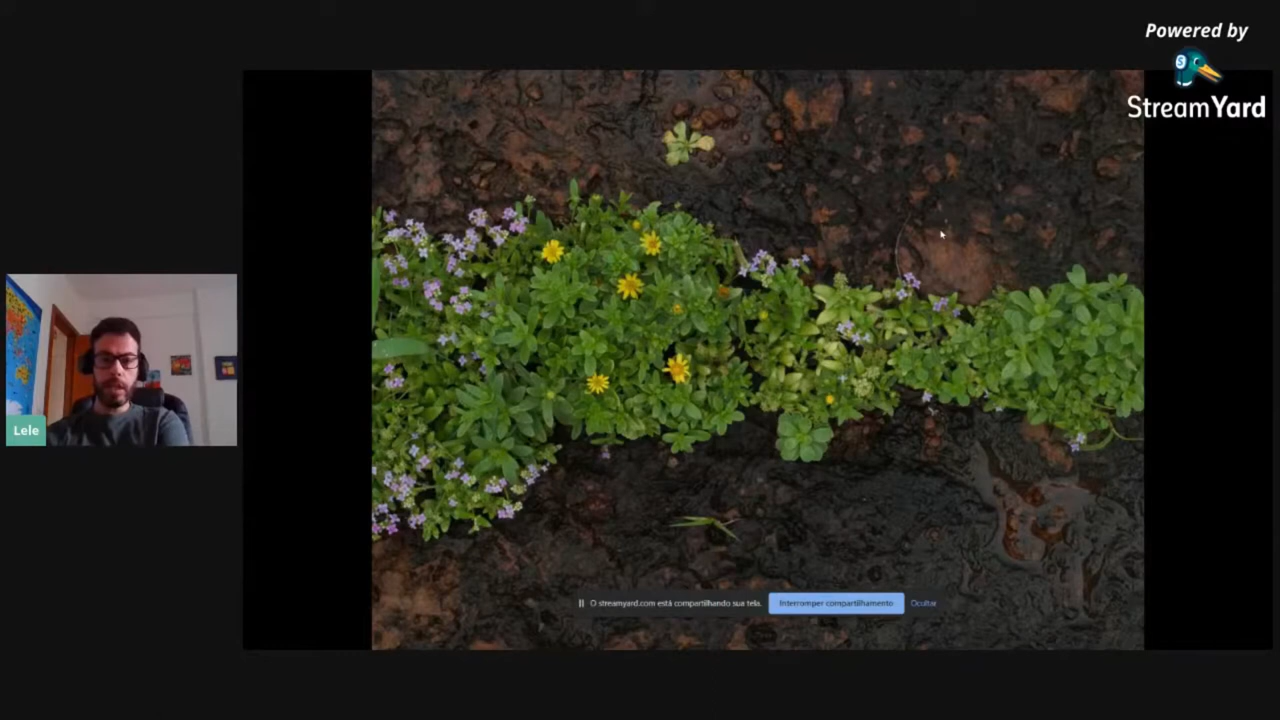 Powered by
StreamYard
Lele
O streamyard.com está compartilhando sua tela.
Interromper compartilhamento
Ocultar